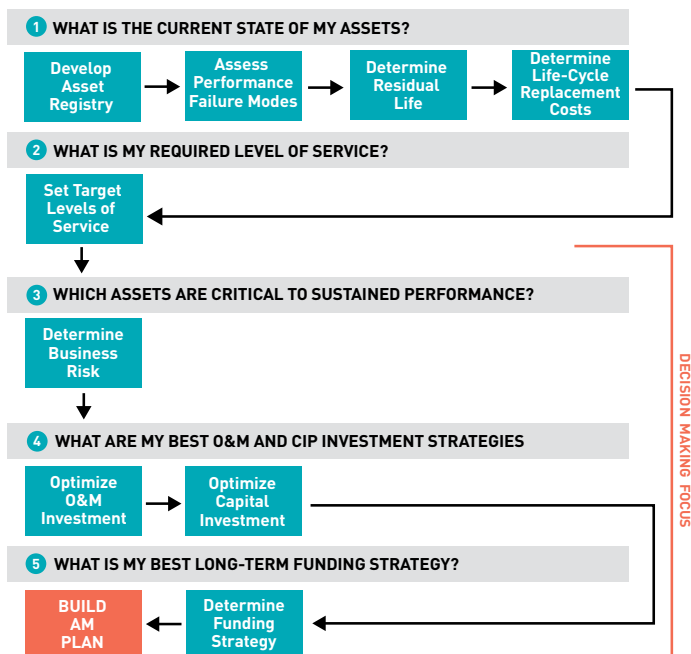 1 WHAT IS THE CURRENT STATE OF MY ASSETS?
Develop
Asset
Registry
Assess
Performance
Failure Modes
Determine
Residual
Life
Determine
Life-Cycle
Replacement
Costs
2 WHAT IS MY REQUIRED LEVEL OF SERVICE?
Set Target
Levels of
Service
3 WHICH ASSETS ARE CRITICAL TO SUSTAINED PERFORMANCE?
Determine
Business
Risk
4 WHAT ARE MY BEST O&M AND CIP INVESTMENT STRATEGIES
Optimize
O&M
Investment
Optimize
Capital
Investment
5 WHAT IS MY BEST LONG-TERM FUNDING STRATEGY?
BUILD
AM
PLAN
Determine
Funding
Strategy
DECISION MAKING FOCUS